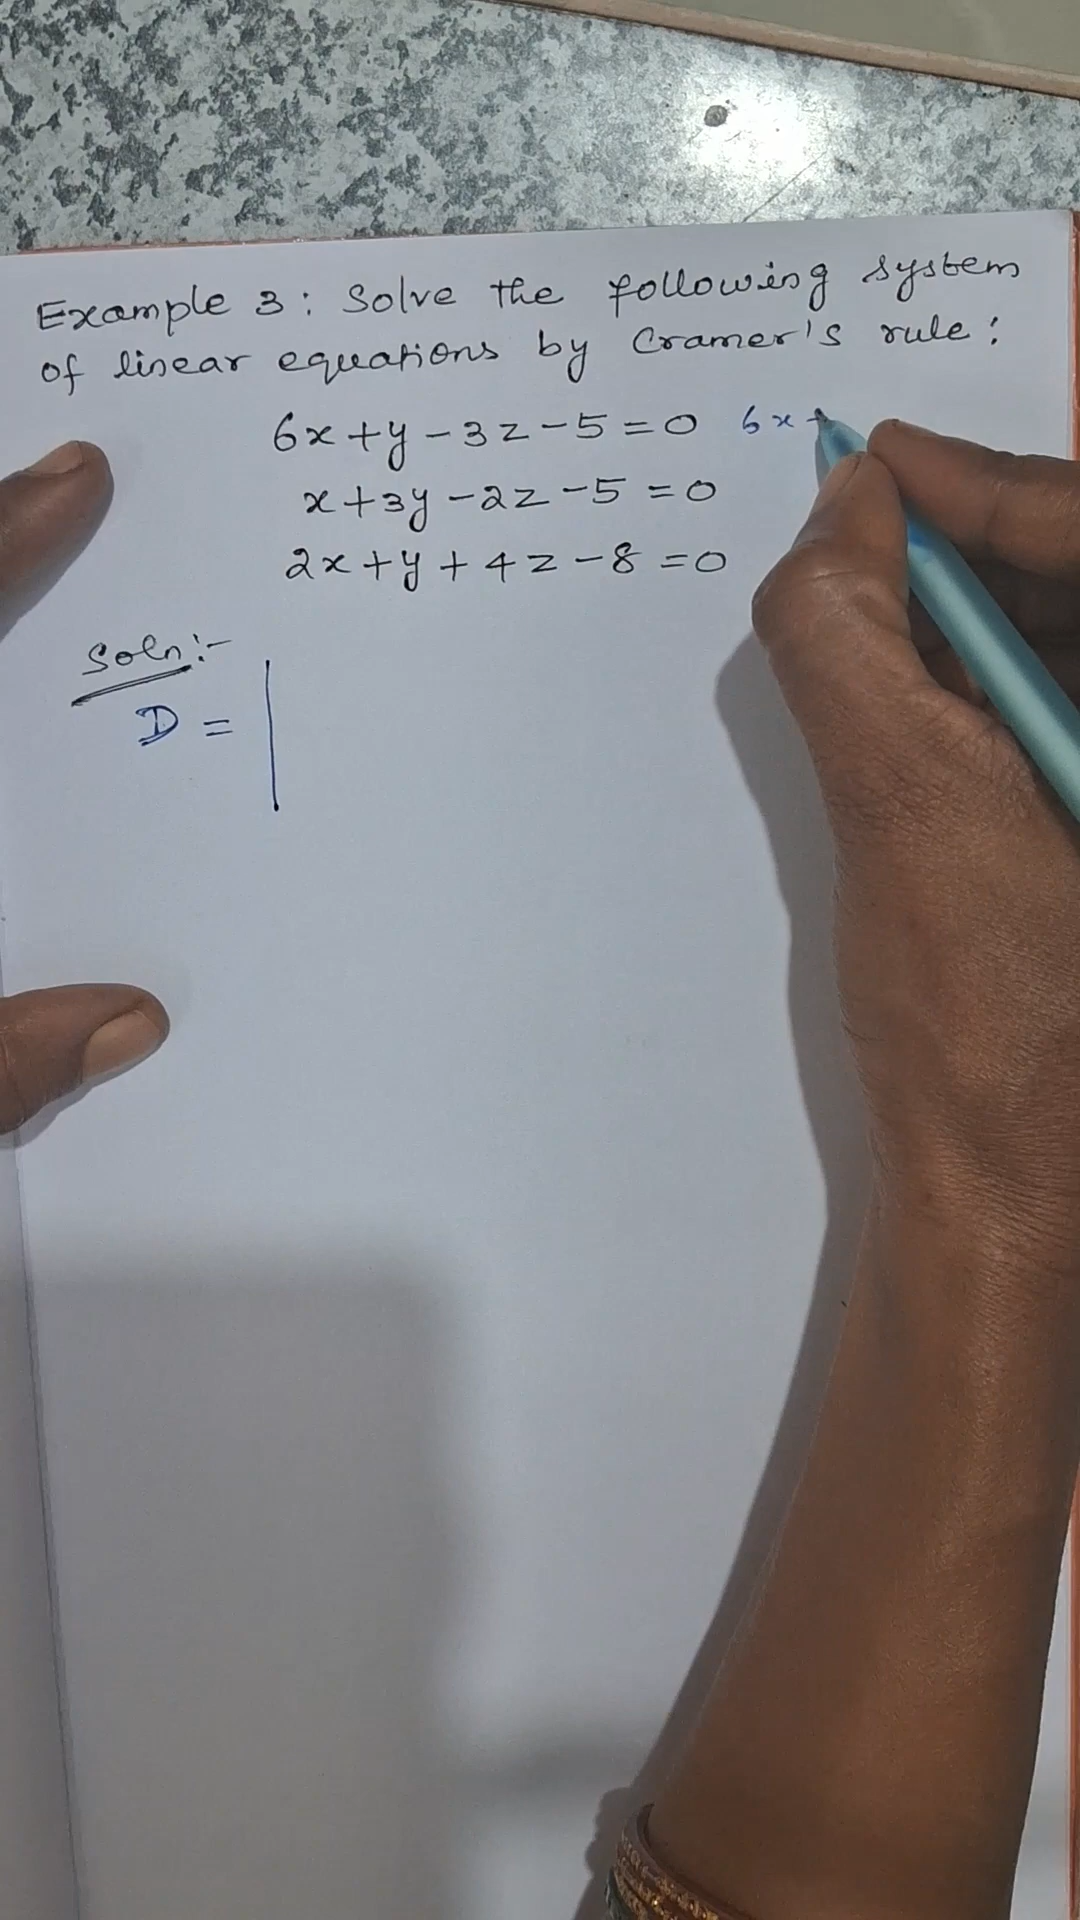 Example 3: Solve the following system
of linear equations by Cramer's rule:
6x+y-3z-5=0 6x+
x+3y-2z-5=0
2x+y+4z-8=0
Soln:-
D = |